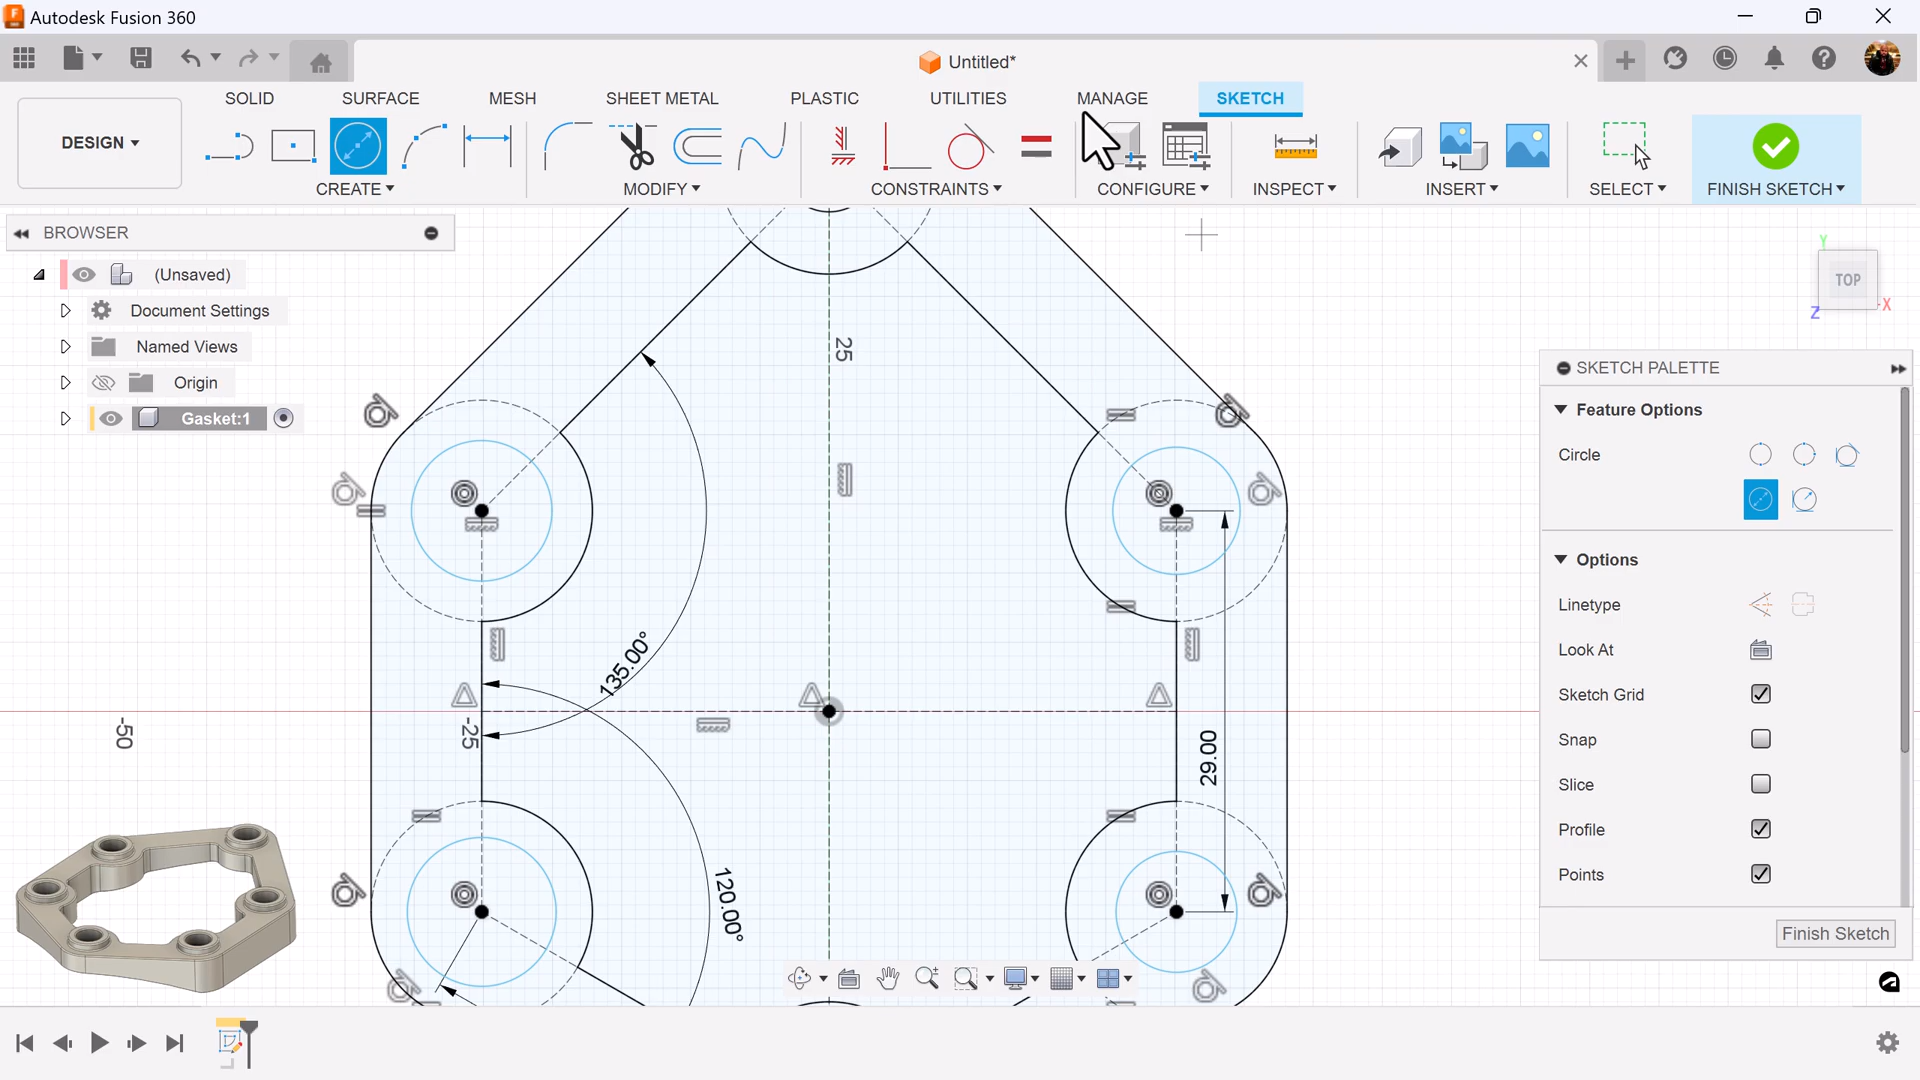 Autodesk Fusion 360
Untitled*
SOLID
SURFACE
MESH
SHEET METAL
PLASTIC
UTILITIES
MANAGE
SKETCH
DESIGN
CREATE
MODIFY
CONSTRAINTS
CONFIGURE
INSPECT
INSERT
SELECT
FINISH SKETCH
BROWSER
(Unsaved)
Document Settings
Named Views
Origin
Gasket:1
25
135.00°
-50
-25
29.00
120.00°
Y
TOP
Z
X
SKETCH PALETTE
Feature Options
Circle
Options
Linetype
Look At
Sketch Grid
Snap
Slice
Profile
Points
Finish Sketch